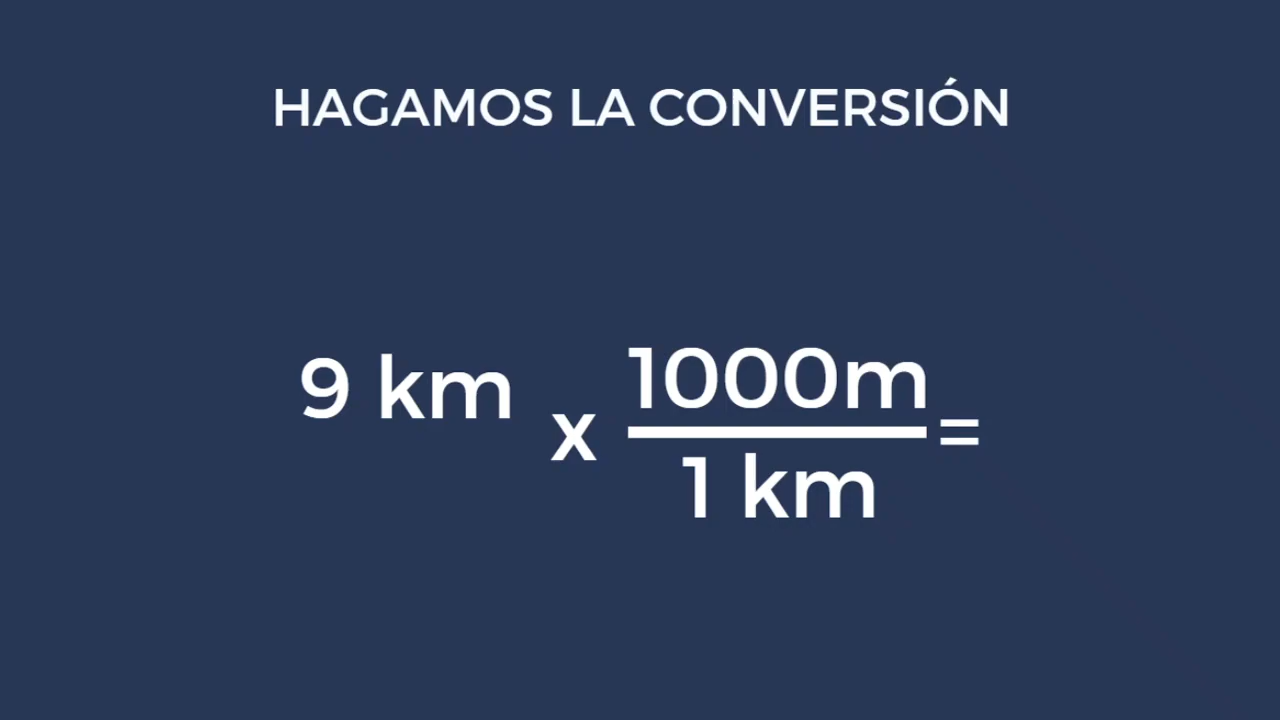 HAGAMOS LA CONVERSIÓN
9 km x 1000m =
1 km